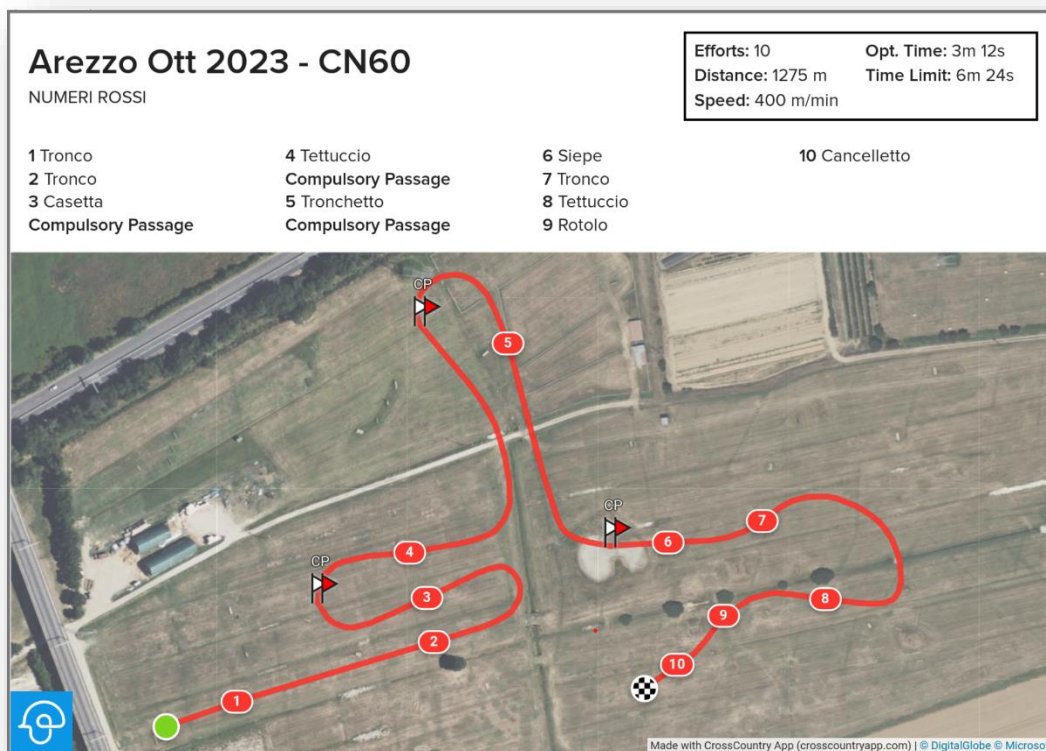 Arezzo Ott 2023 - CN60
NUMERI ROSSI
Efforts: 10
Distance: 1275 m
Speed: 400 m/min
Opt. Time: 3m 12s
Time Limit: 6m 24s
1 Tronco
2 Tronco
3 Casetta
Compulsory Passage
4 Tettuccio
Compulsory Passage
5 Tronchetto
Compulsory Passage
6 Siepe
7 Tronco
8 Tettuccio
9 Rotolo
10 Cancelletto
CP
5
CP
7
6
4
CP
3
8
9
2
10
1
Made with CrossCountry App (crosscountryapp.com) | © DigitalGlobe © Microso